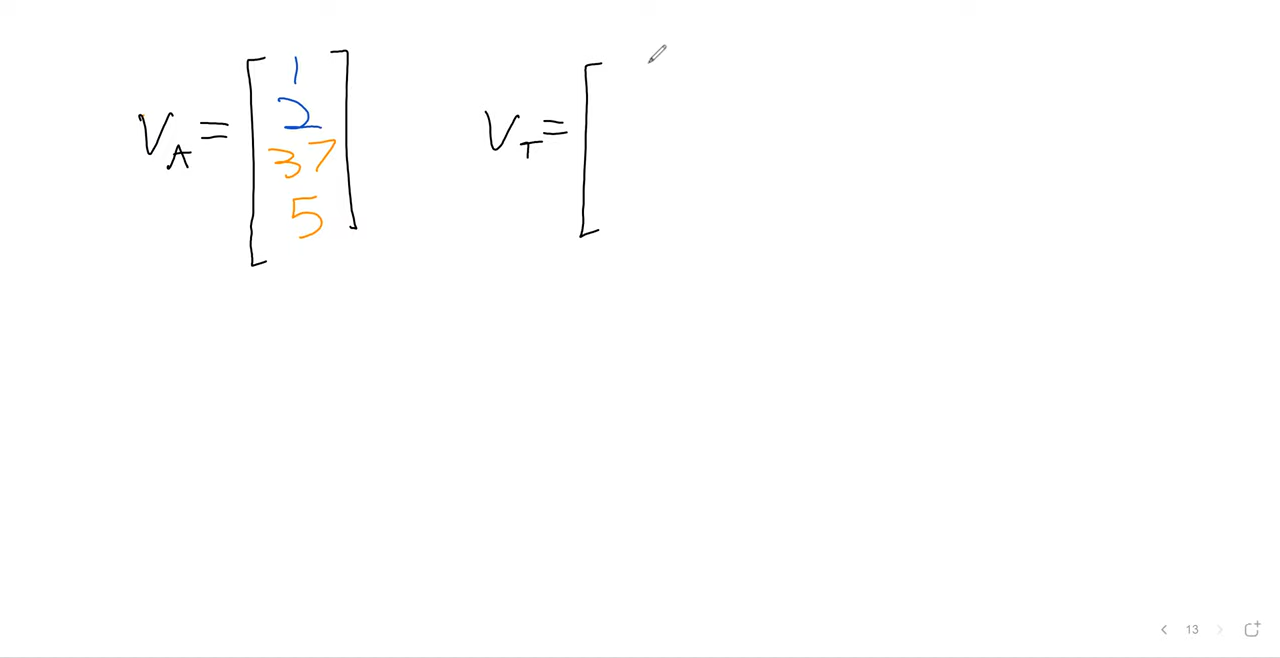 V_A = [1
2
37
5]
V_T = [
13